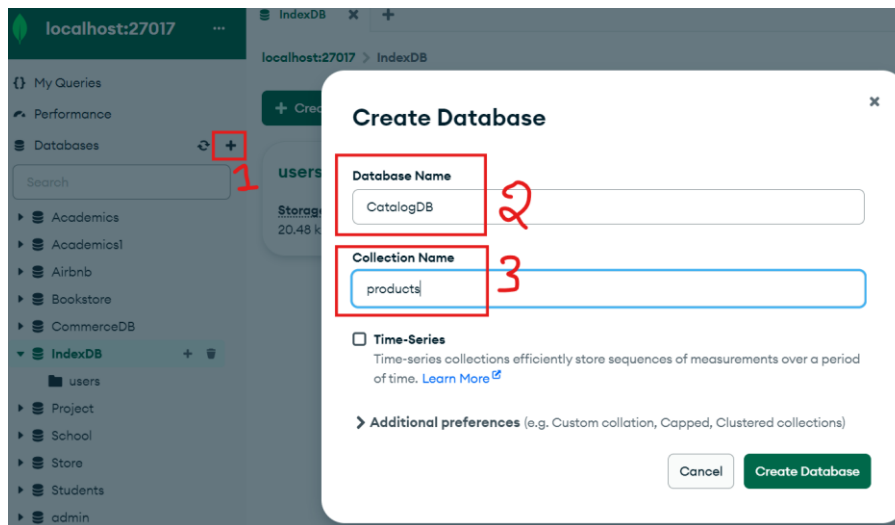 localhost:27017 ...
IndexDB
localhost:27017 > IndexDB
{} My Queries
Performance
Databases
1
Search
Academics
Academics1
Airbnb
Bookstore
CommerceDB
IndexDB
users
Project
School
Store
Students
admin
+ Crea
users
Storag
20.48 k
Create Database
Database Name
CatalogDB
2
Collection Name
products
3
Time-Series
Time-series collections efficiently store sequences of measurements over a period
of time. Learn More
Additional preferences (e.g. Custom collation, Capped, Clustered collections)
Cancel
Create Database